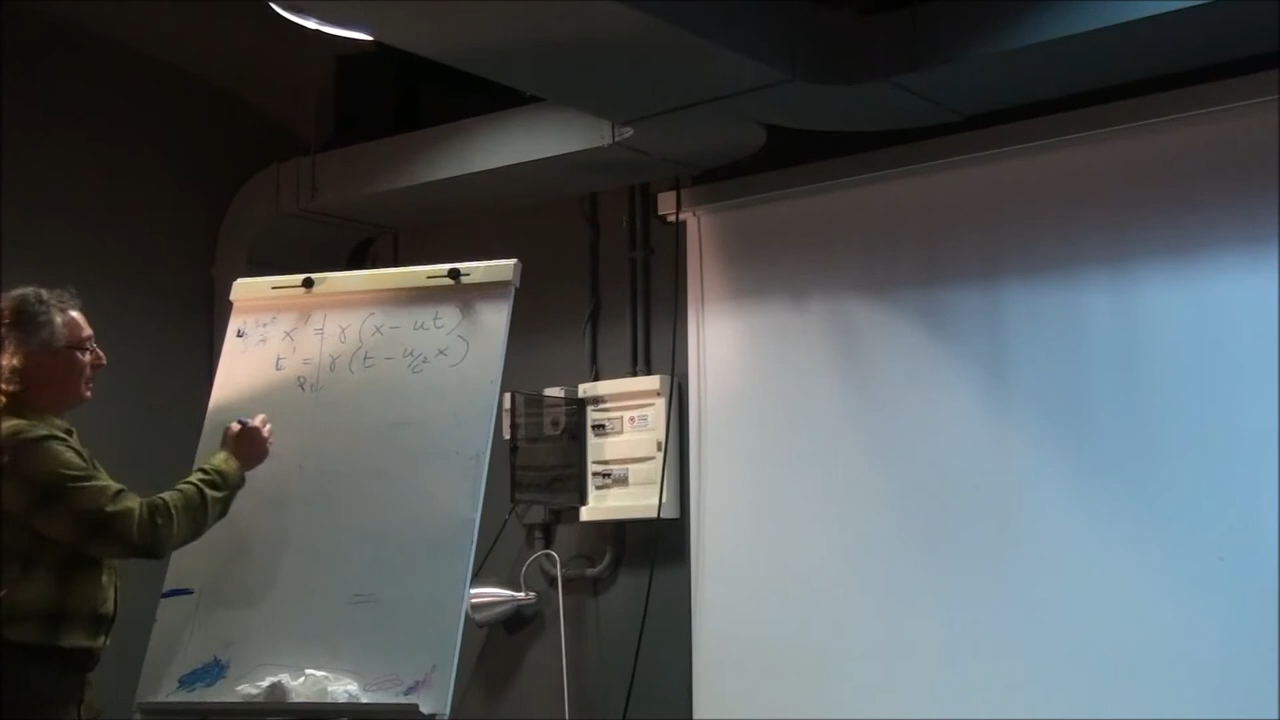 x' = γ(x - ut)
t' = γ(t - u/c² x)